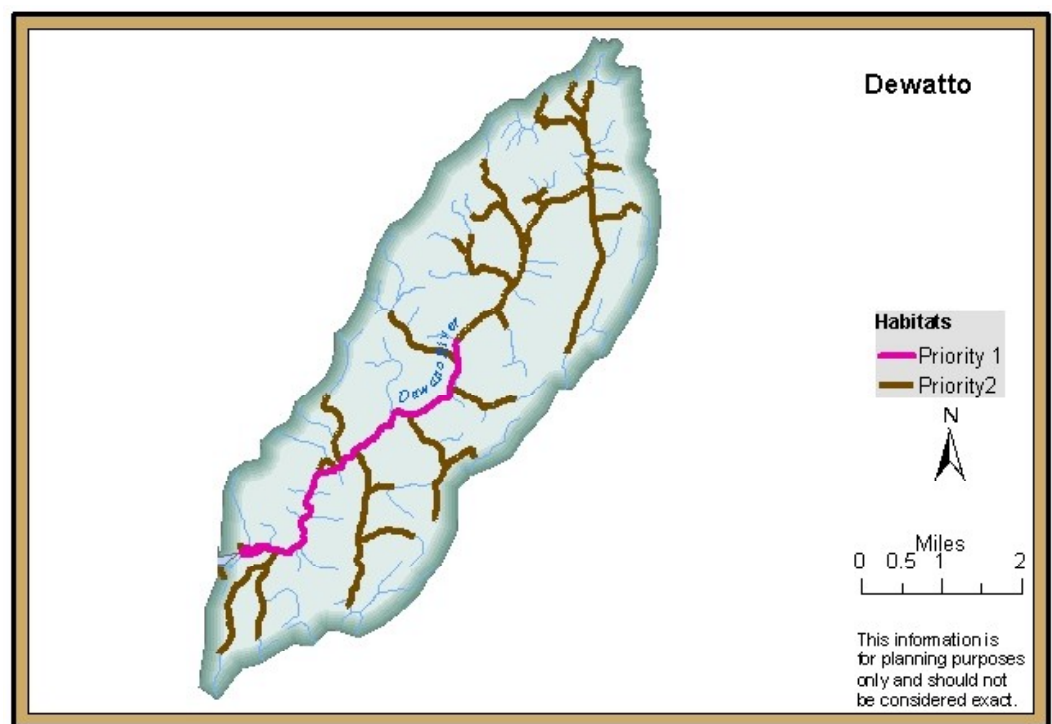 Dewatto
Dewatto River
Habitats
Priority 1
Priority2
N
Miles
0 0.5 1 2
This information is
for planning purposes
only and should not
be considered exact.